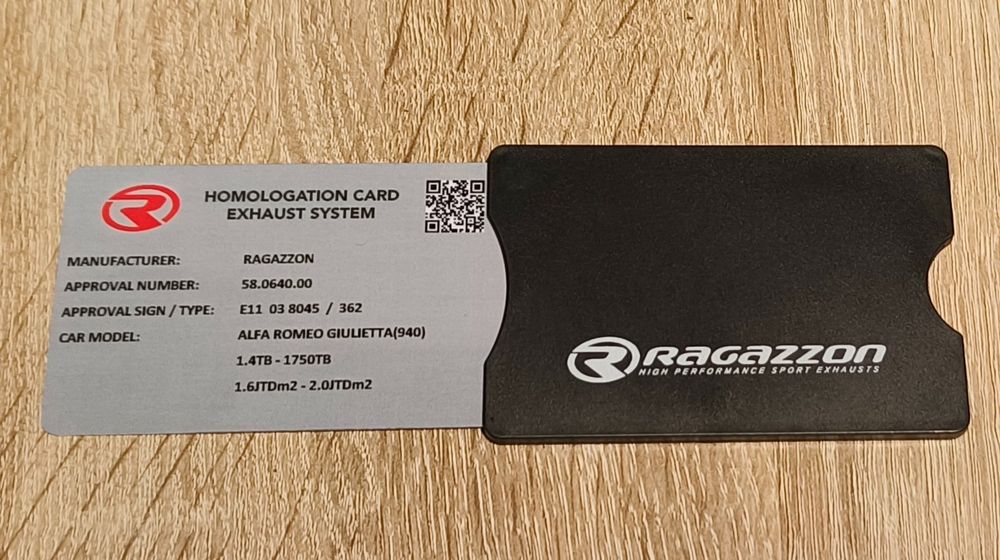 HOMOLOGATION CARD
EXHAUST SYSTEM
MANUFACTURER: RAGAZZON
APPROVAL NUMBER: 58.0640.00
APPROVAL SIGN / TYPE: E11 03 8045 / 362
CAR MODEL: ALFA ROMEO GIULIETTA(940)
1.4TB - 1750TB
1.6JTDm2 - 2.0JTDm2
RAGAZZON
HIGH PERFORMANCE SPORT EXHAUSTS